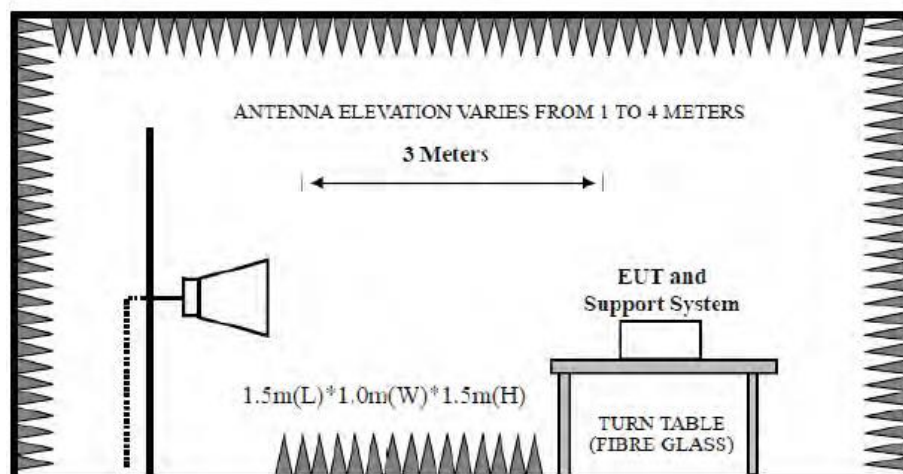 ANTENNA ELEVATION VARIES FROM 1 TO 4 METERS
3 Meters
EUT and
Support System
1.5m(L)*1.0m(W)*1.5m(H)
TURN TABLE
(FIBRE GLASS)